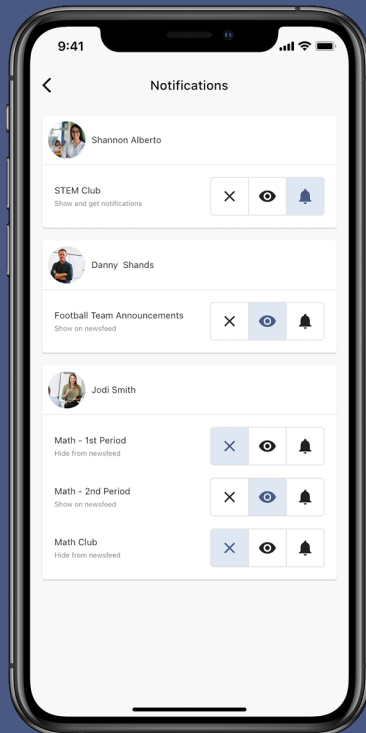 9:41
Notifications
Shannon Alberto
STEM Club
Show and get notifications
Danny Shands
Football Team Announcements
Show on newsfeed
Jodi Smith
Math - 1st Period
Hide from newsfeed
Math - 2nd Period
Show on newsfeed
Math Club
Hide from newsfeed